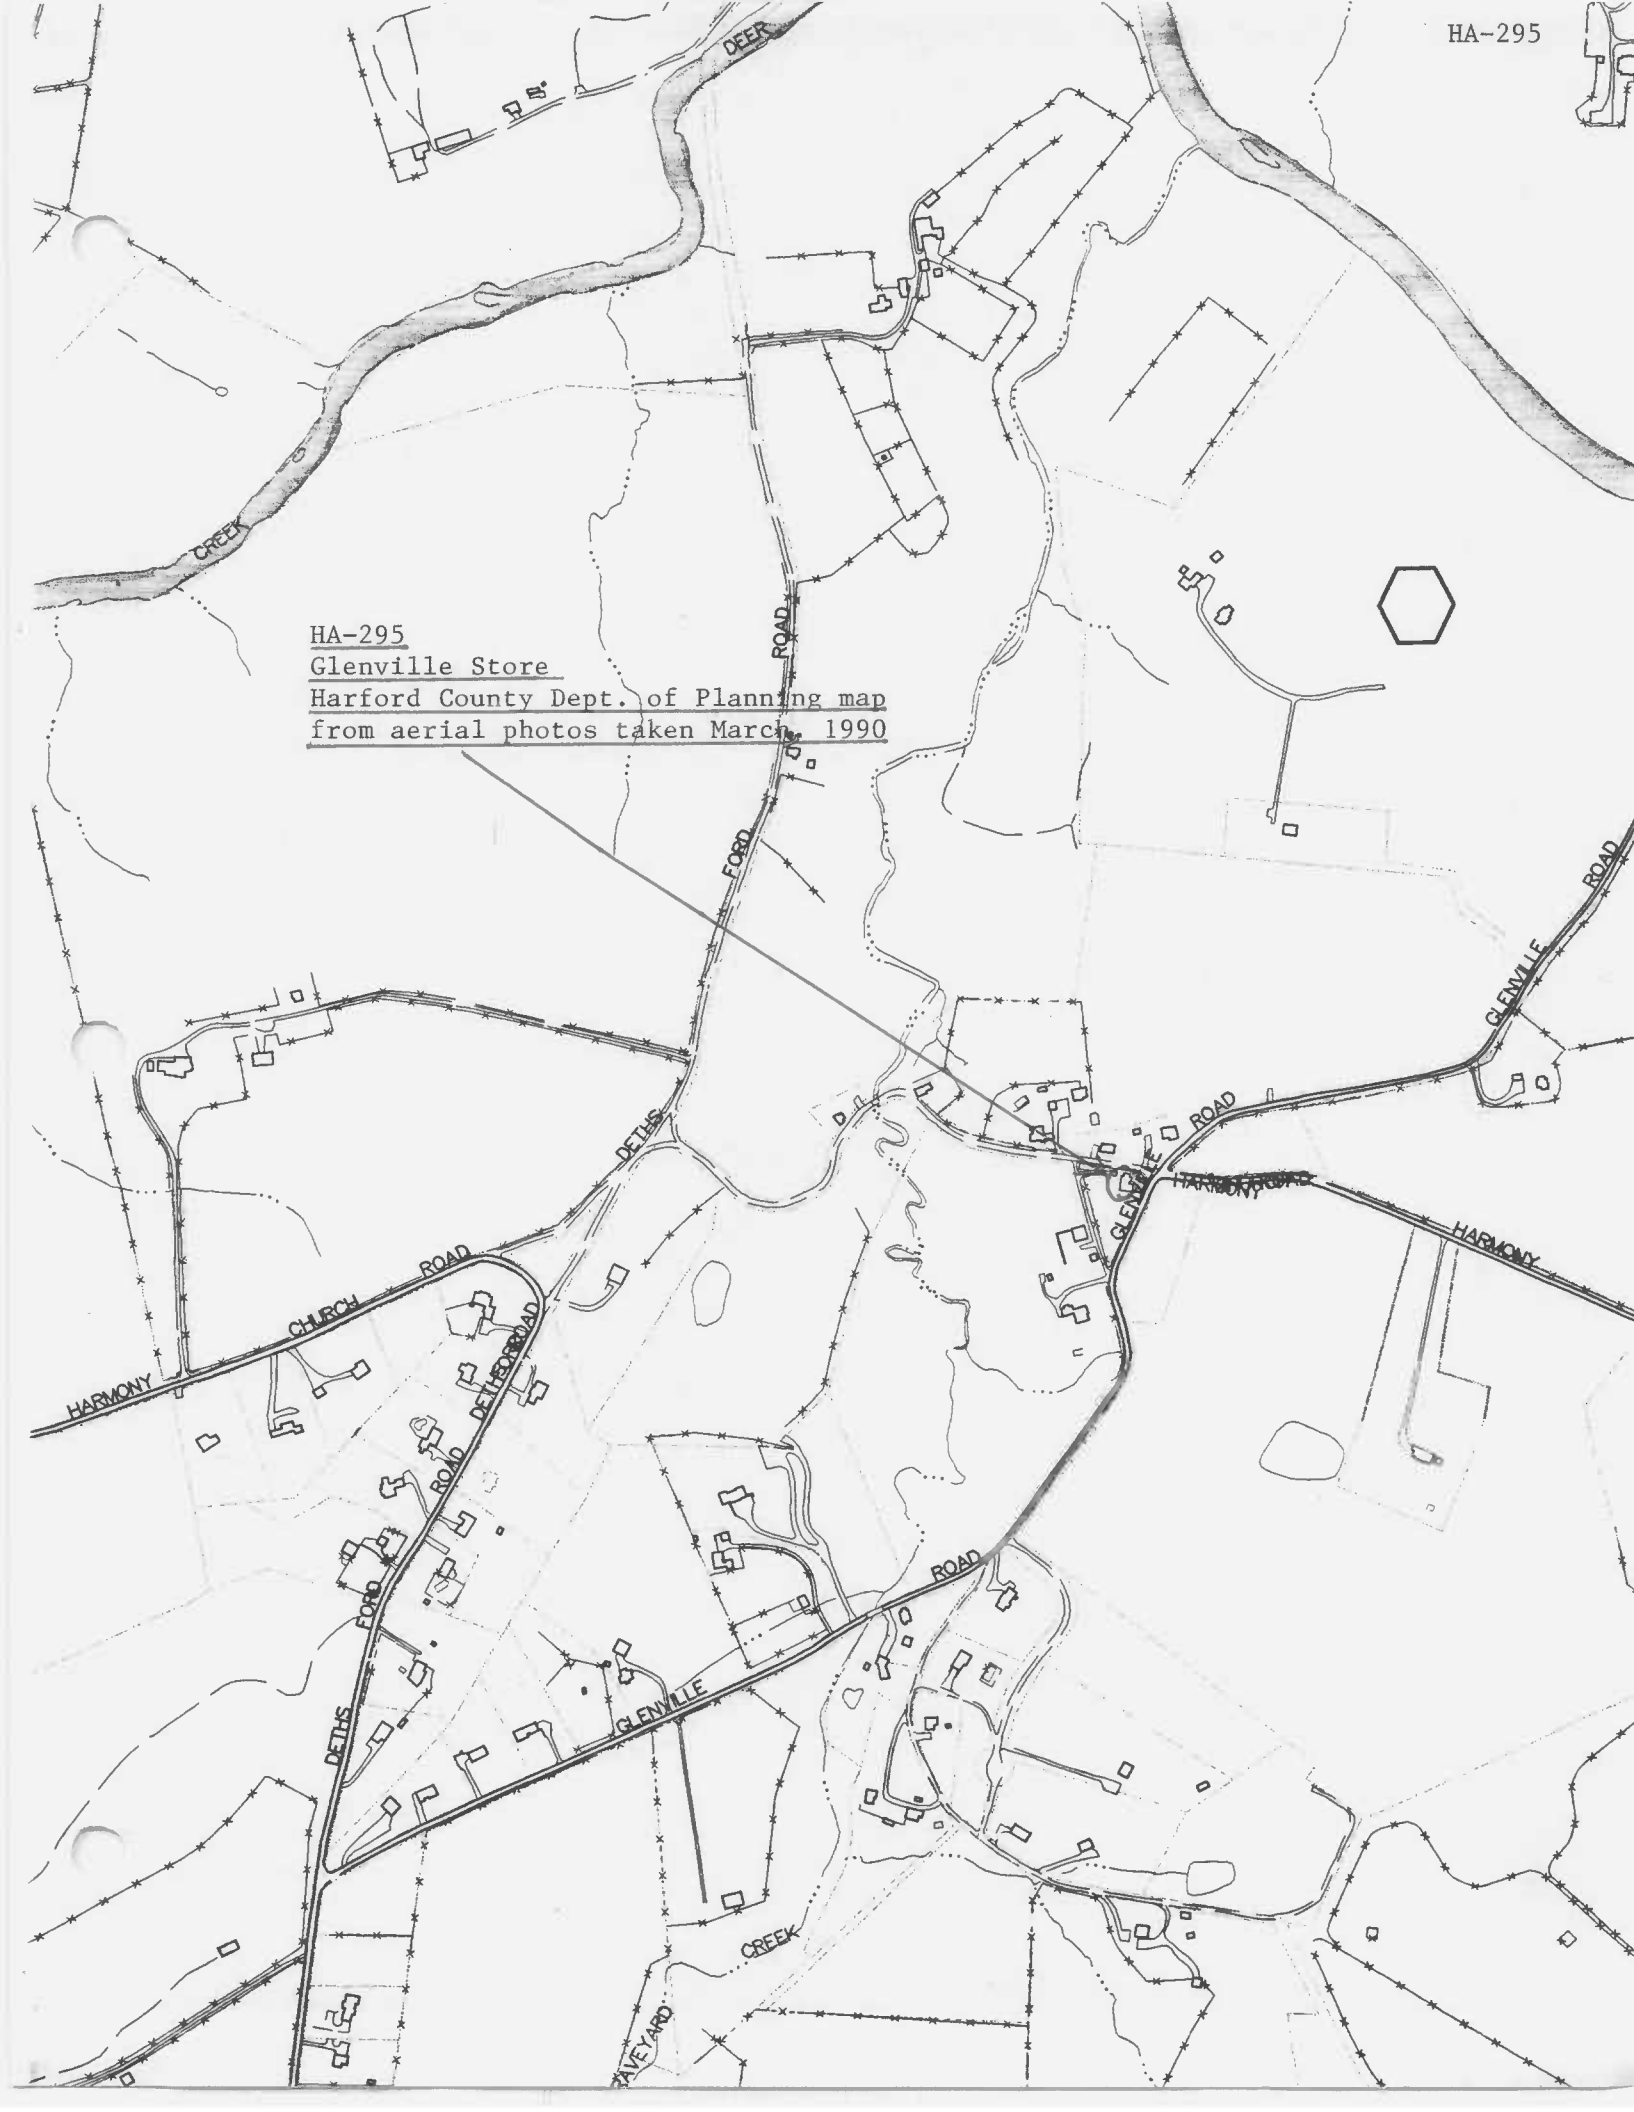 HA-295
DEER
CREEK
ROAD
HA-295
Glenville Store
Harford County Dept. of Planning map
from aerial photos taken March, 1990
FORD
ROAD
GLENVILLE
DETHS
ROAD
GLENVILLE
HARMONY
HARMONY
ROAD
CHURCH
HARMONY
ROAD
DETHS
ROAD
FORD
ROAD
DETHS
GLENVILLE
CREEK
AVEYARD